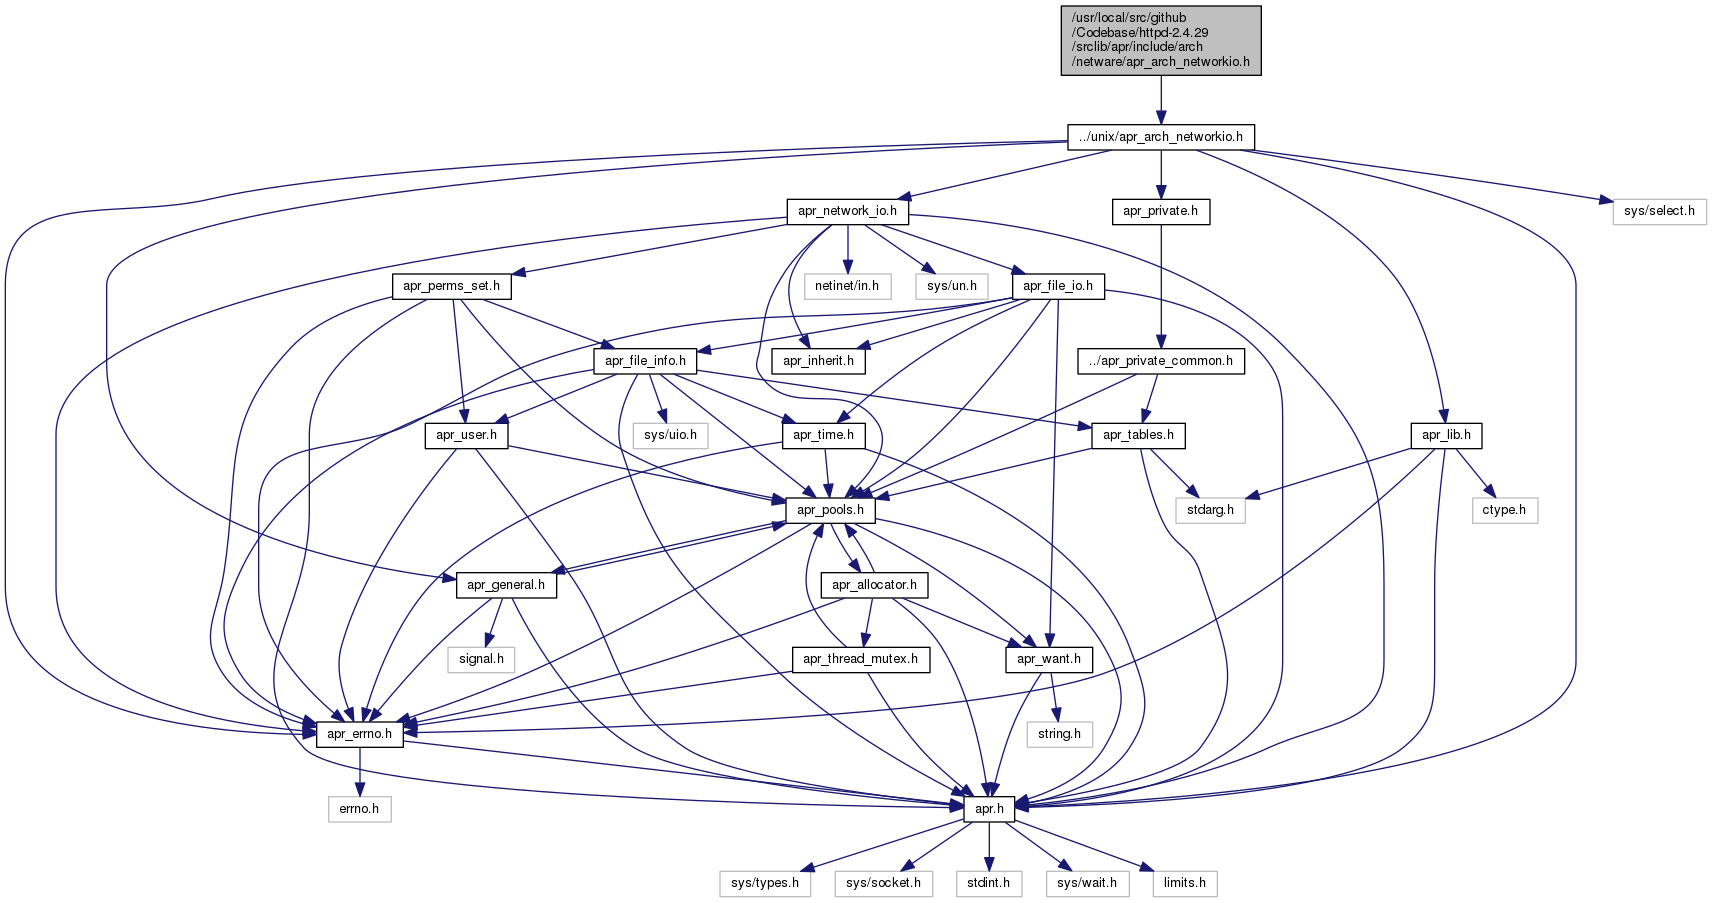 /usr/local/src/github
/Codebase/httpd-2.4.29
/srclib/apr/include/arch
/netware/apr_arch_networkio.h
../unix/apr_arch_networkio.h
apr_network_io.h
apr_private.h
sys/select.h
apr_perms_set.h
netinet/in.h
sys/un.h
apr_file_io.h
apr_file_info.h
apr_inherit.h
../apr_private_common.h
apr_user.h
sys/uio.h
apr_time.h
apr_tables.h
apr_lib.h
apr_pools.h
stdarg.h
ctype.h
apr_general.h
apr_allocator.h
signal.h
apr_thread_mutex.h
apr_want.h
apr_errno.h
string.h
errno.h
apr.h
sys/types.h
sys/socket.h
stdint.h
sys/wait.h
limits.h